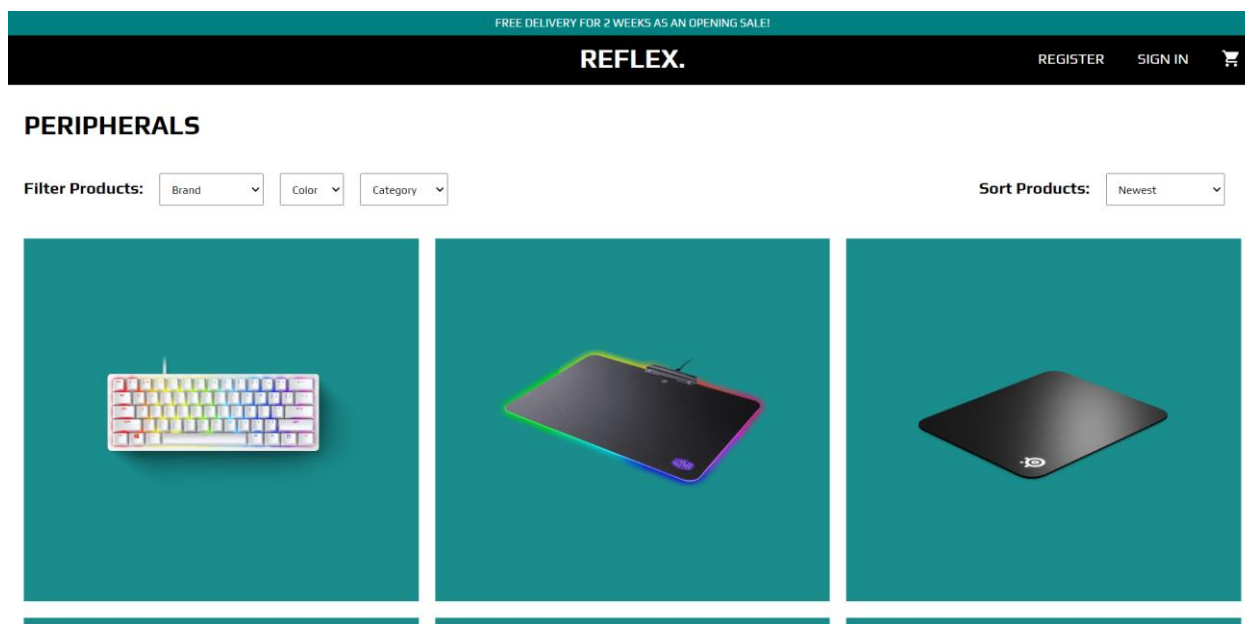 FREE DELIVERY FOR 2 WEEKS AS AN OPENING SALE!
REFLEX. REGISTER SIGN IN
PERIPHERALS
Filter Products: Brand Color Category Sort Products: Newest